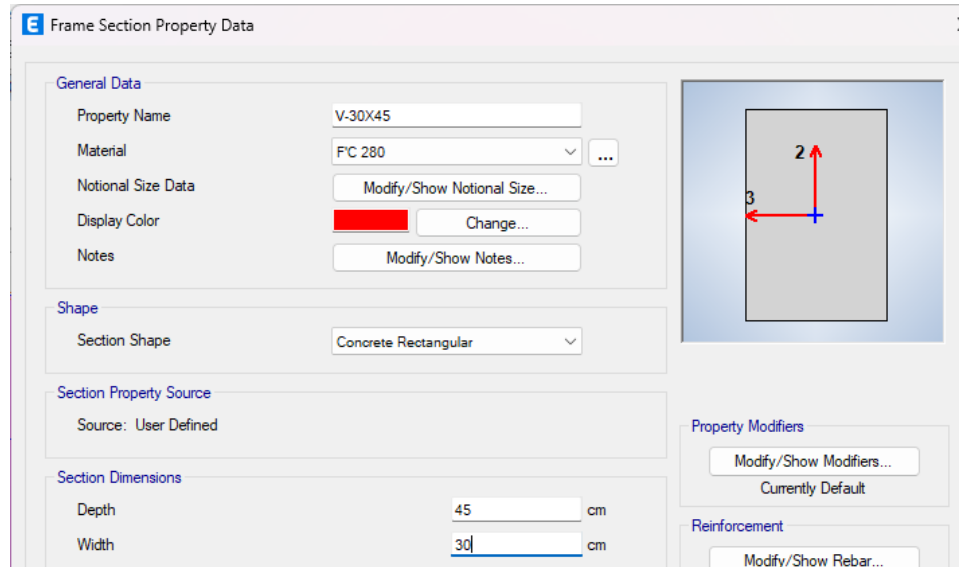 E Frame Section Property Data
General Data
Property Name V-30X45
Material F'C 280 ...
Notional Size Data Modify/Show Notional Size...
Display Color Change...
Notes Modify/Show Notes...
Shape
Section Shape Concrete Rectangular
Section Property Source
Source: User Defined
Section Dimensions
Depth 45 cm
Width 30 cm
2
3
Property Modifiers
Modify/Show Modifiers...
Currently Default
Reinforcement
Modify/Show Rebar...